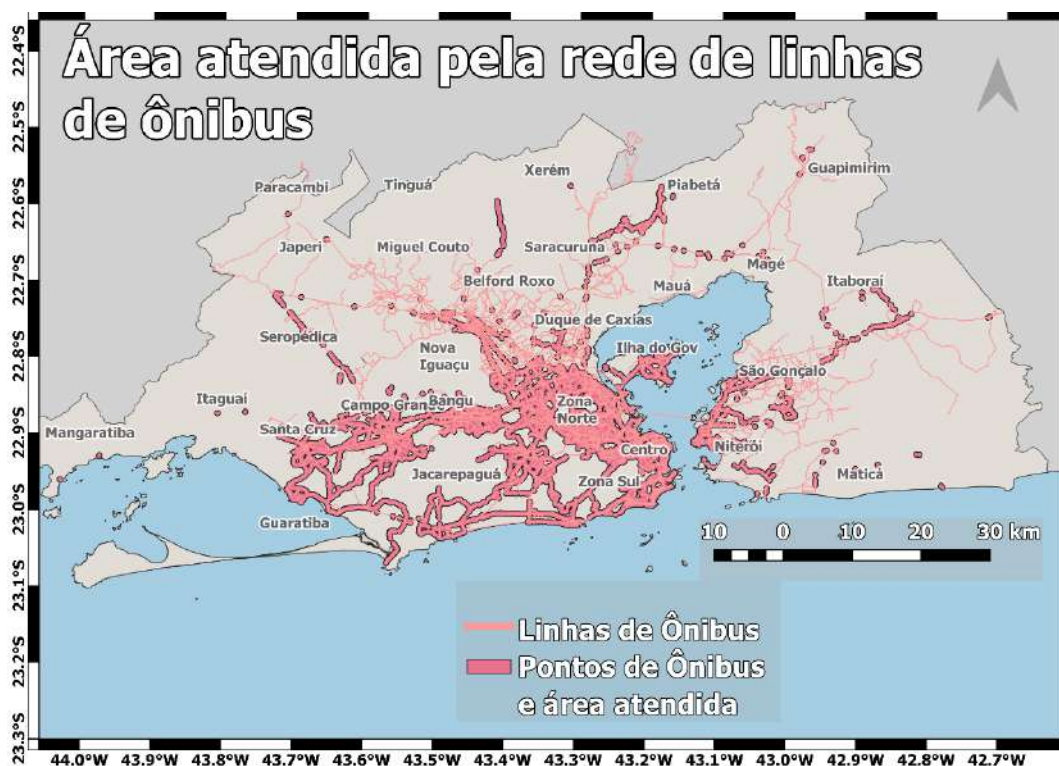 Área atendida pela rede de linhas
de ônibus
22.4°S
22.5°S
22.6°S
22.7°S
22.8°S
22.9°S
23.0°S
23.1°S
23.2°S
23.3°S
Guapimirim
Xerém
Paracambi
Tinguá
Piabetá
Japeri
Miguel Couto
Saracuruna
Magé
Belford Roxo
Mauá
Itaboraí
Duque de Caxias
Seropédica
Ilha do Gov
Nova
Iguaçu
São Gonçalo
Itaguaí
Campo Grande
Bangu
Zona
Norte
Mangaratiba
Santa Cruz
Centro
Niterói
Jacarepaguá
Zona Sul
Maricá
Guaratiba
10 0 10 20 30 km
Linhas de Ônibus
Pontos de Ônibus
e área atendida
44.0°W 43.9°W 43.8°W 43.7°W 43.6°W 43.5°W 43.4°W 43.3°W 43.2°W 43.1°W 43.0°W 42.9°W 42.8°W 42.7°W